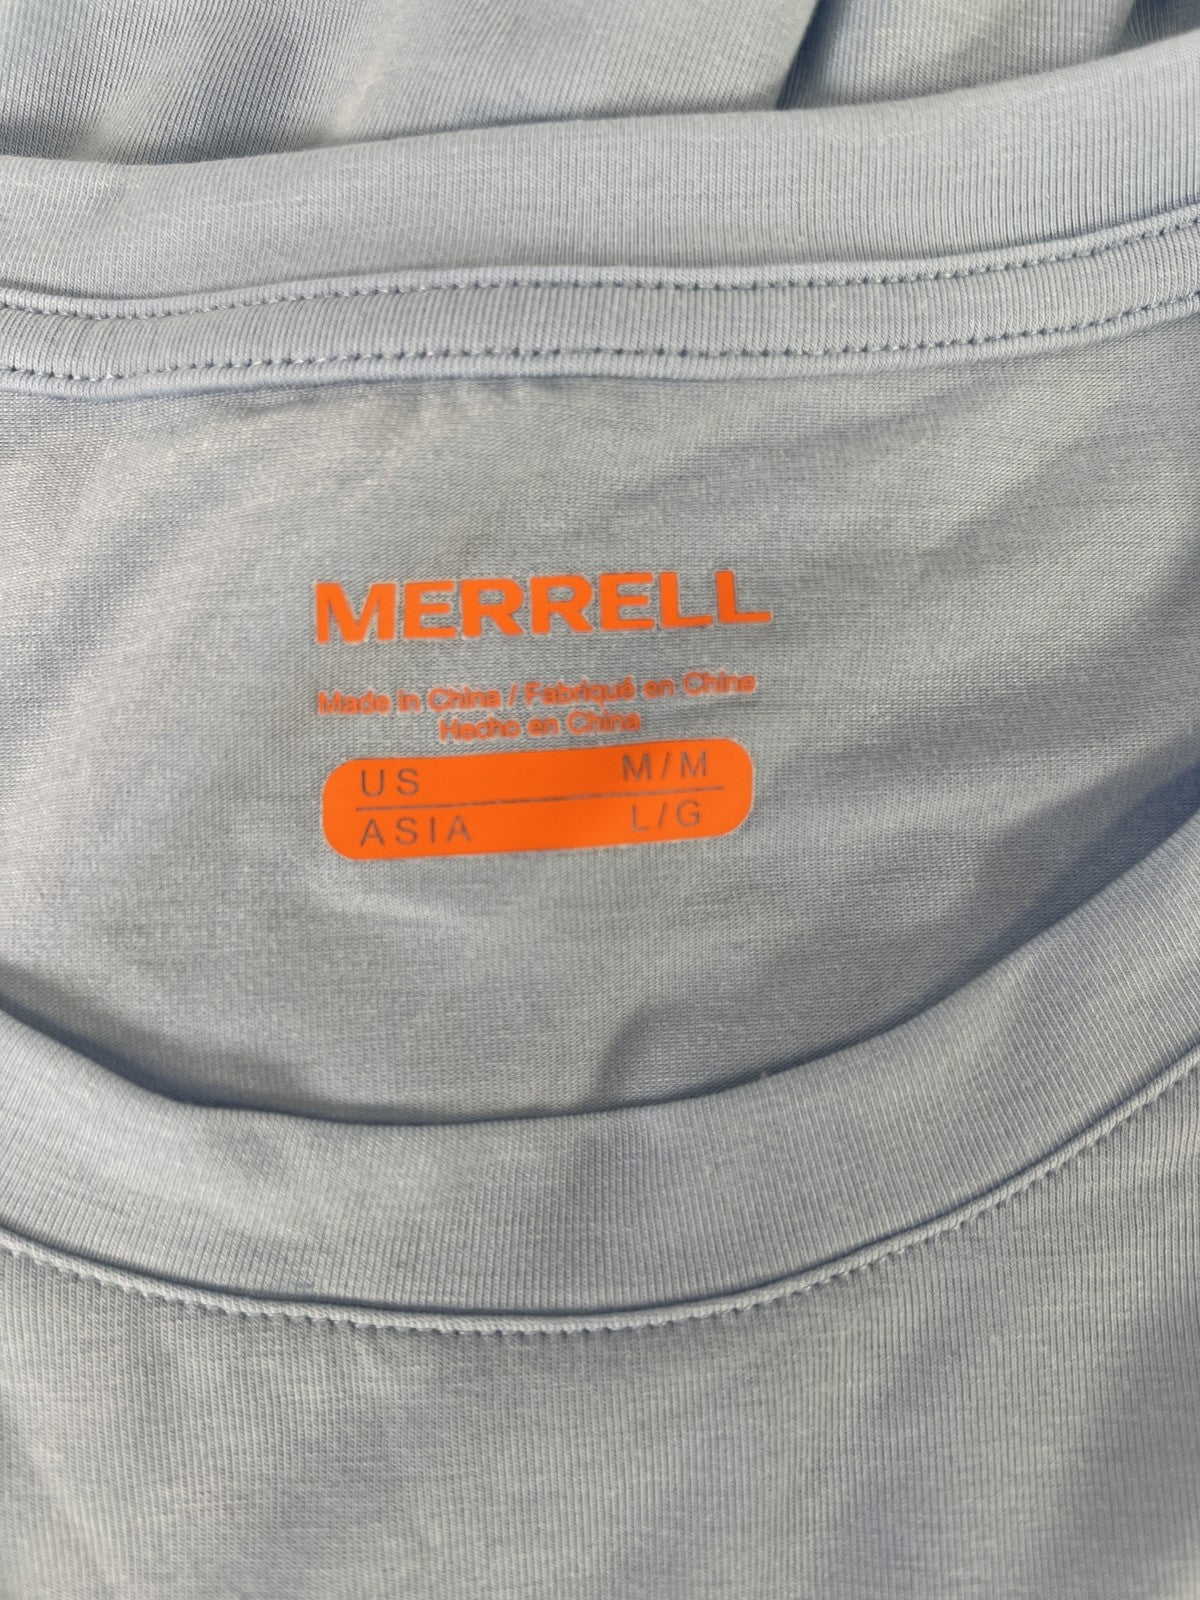 MERRELL
Made in China / Fabriqué en Chine
Hecho en China
US M/M
ASIA L/G